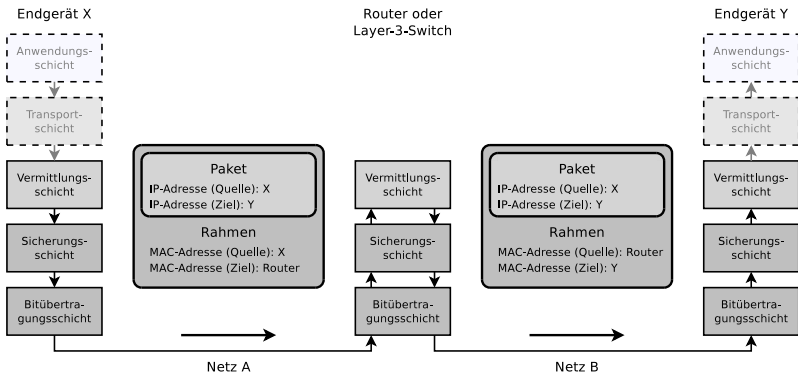 Endgerät X
Router oder
Layer-3-Switch
Endgerät Y
Anwendungs-
schicht
Transport-
schicht
Vermittlungs-
schicht
Sicherungs-
schicht
Bitübertra-
gungsschicht
Paket
IP-Adresse (Quelle): X
IP-Adresse (Ziel): Y
Rahmen
MAC-Adresse (Quelle): X
MAC-Adresse (Ziel): Router
Vermittlungs-
schicht
Sicherungs-
schicht
Bitübertra-
gungsschicht
Paket
IP-Adresse (Quelle): X
IP-Adresse (Ziel): Y
Rahmen
MAC-Adresse (Quelle): Router
MAC-Adresse (Ziel): Y
Anwendungs-
schicht
Transport-
schicht
Vermittlungs-
schicht
Sicherungs-
schicht
Bitübertra-
gungsschicht
Netz A
Netz B